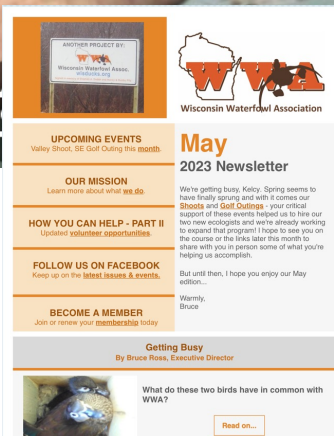 ANOTHER PROJECT BY:
Wisconsin Waterfowl Assoc.
wisducks.org
WWA
Wisconsin Waterfowl Association
UPCOMING EVENTS
Valley Shoot, SE Golf Outing this month.
OUR MISSION
Learn more about what we do.
HOW YOU CAN HELP - PART II
Updated volunteer opportunities.
FOLLOW US ON FACEBOOK
Keep up on the latest issues & events.
BECOME A MEMBER
Join or renew your membership today
May
2023 Newsletter
We're getting busy, Kelcy. Spring seems to
have finally sprung and with it comes our
Shoots and Golf Outings - your critical
support of these events helped us to hire our
two new ecologists and we're already working
to expand that program! I hope to see you on
the course or the links later this month to
share with you in person some of what you're
helping us accomplish.
But until then, I hope you enjoy our May
edition...
Warmly,
Bruce
Getting Busy
By Bruce Ross, Executive Director
What do these two birds have in common with
WWA?
Read on...